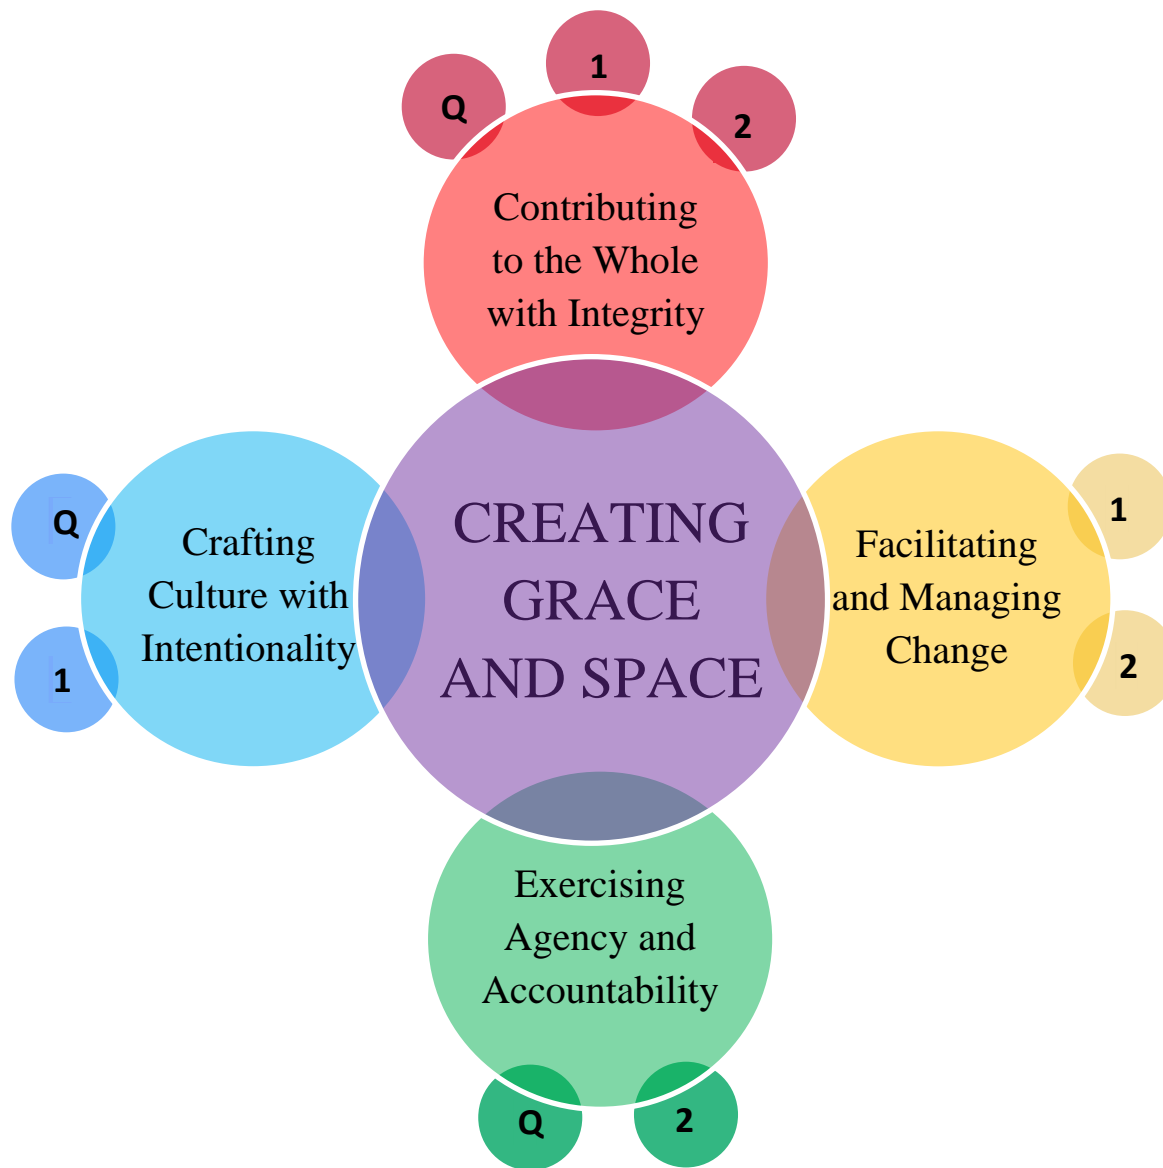 Q
1
2
Contributing
to the Whole
with Integrity
Q
1
Crafting
Culture with
Intentionality
CREATING
GRACE
AND SPACE
Facilitating
and Managing
Change
1
2
Exercising
Agency and
Accountability
Q
2